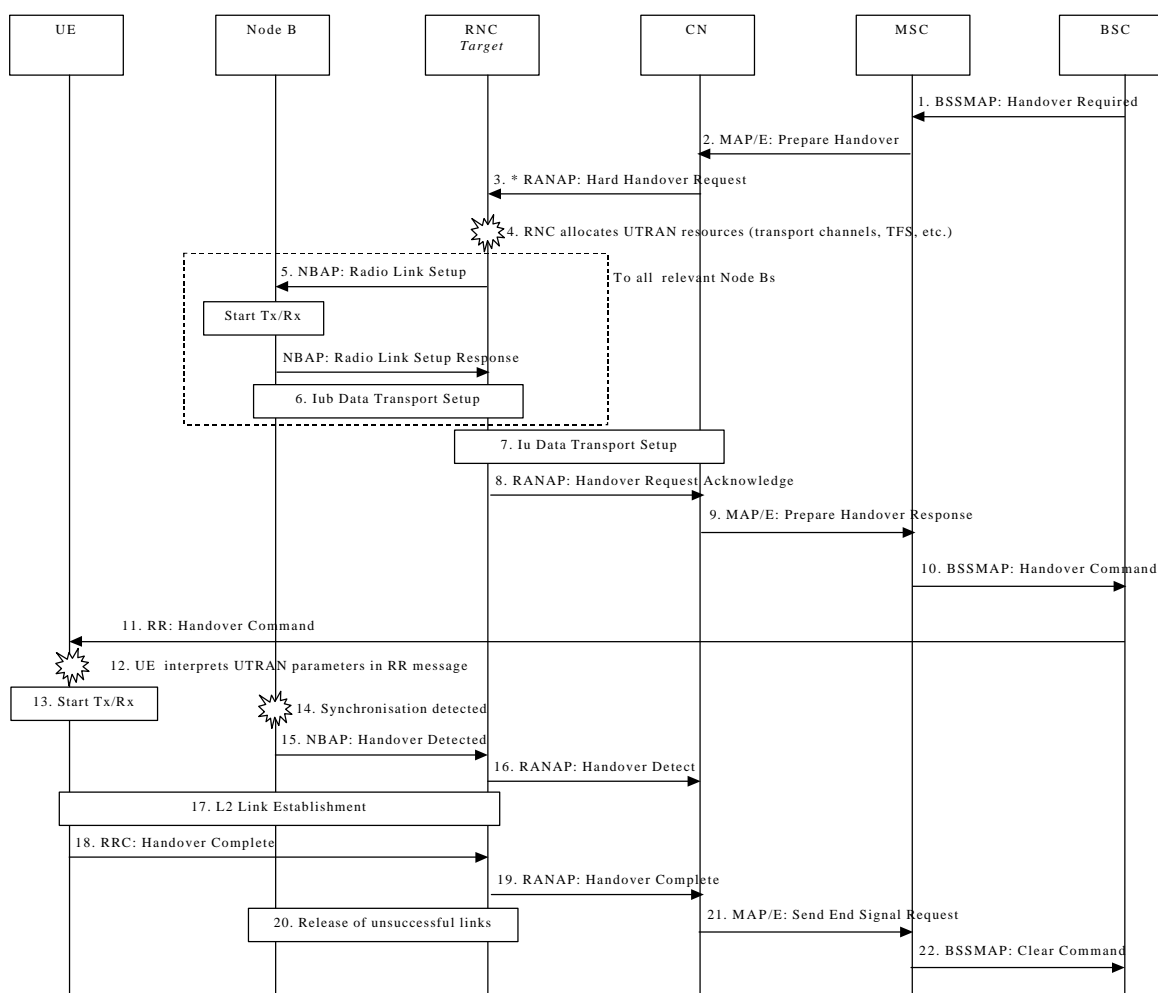 UE
Node B
RNC
Target
CN
MSC
BSC
1. BSSMAP: Handover Required
2. MAP/E: Prepare Handover
3. * RANAP: Hard Handover Request
4. RNC allocates UTRAN resources (transport channels, TFS, etc.)
5. NBAP: Radio Link Setup
To all relevant Node Bs
Start Tx/Rx
NBAP: Radio Link Setup Response
6. Iub Data Transport Setup
7. Iu Data Transport Setup
8. RANAP: Handover Request Acknowledge
9. MAP/E: Prepare Handover Response
10. BSSMAP: Handover Command
11. RR: Handover Command
12. UE interprets UTRAN parameters in RR message
13. Start Tx/Rx
14. Synchronisation detected
15. NBAP: Handover Detected
16. RANAP: Handover Detect
17. L2 Link Establishment
18. RRC: Handover Complete
19. RANAP: Handover Complete
20. Release of unsuccessful links
21. MAP/E: Send End Signal Request
22. BSSMAP: Clear Command